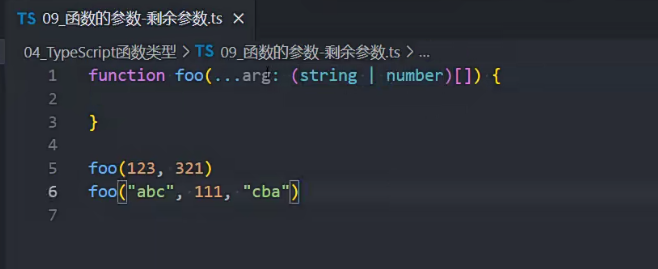 TS 09_函数的参数-剩余参数.ts ×
04_TypeScript函数类型 > TS 09_函数的参数-剩余参数.ts > ...
1 function foo(...arg: (string | number)[]) {
2
3 }
4
5 foo(123, 321)
6 foo("abc", 111, "cba")
7